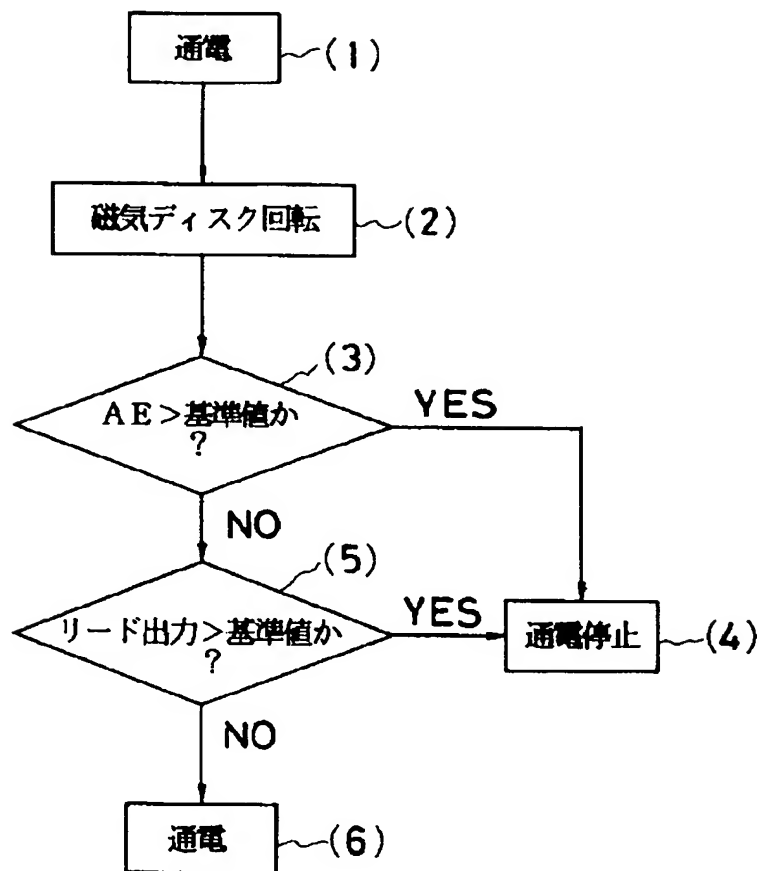 通電
(1)
磁気ディスク回転
(2)
(3)
AE>基準値か
?
YES
NO
(5)
リード出力>基準値か
?
YES
通電停止
(4)
NO
通電
(6)